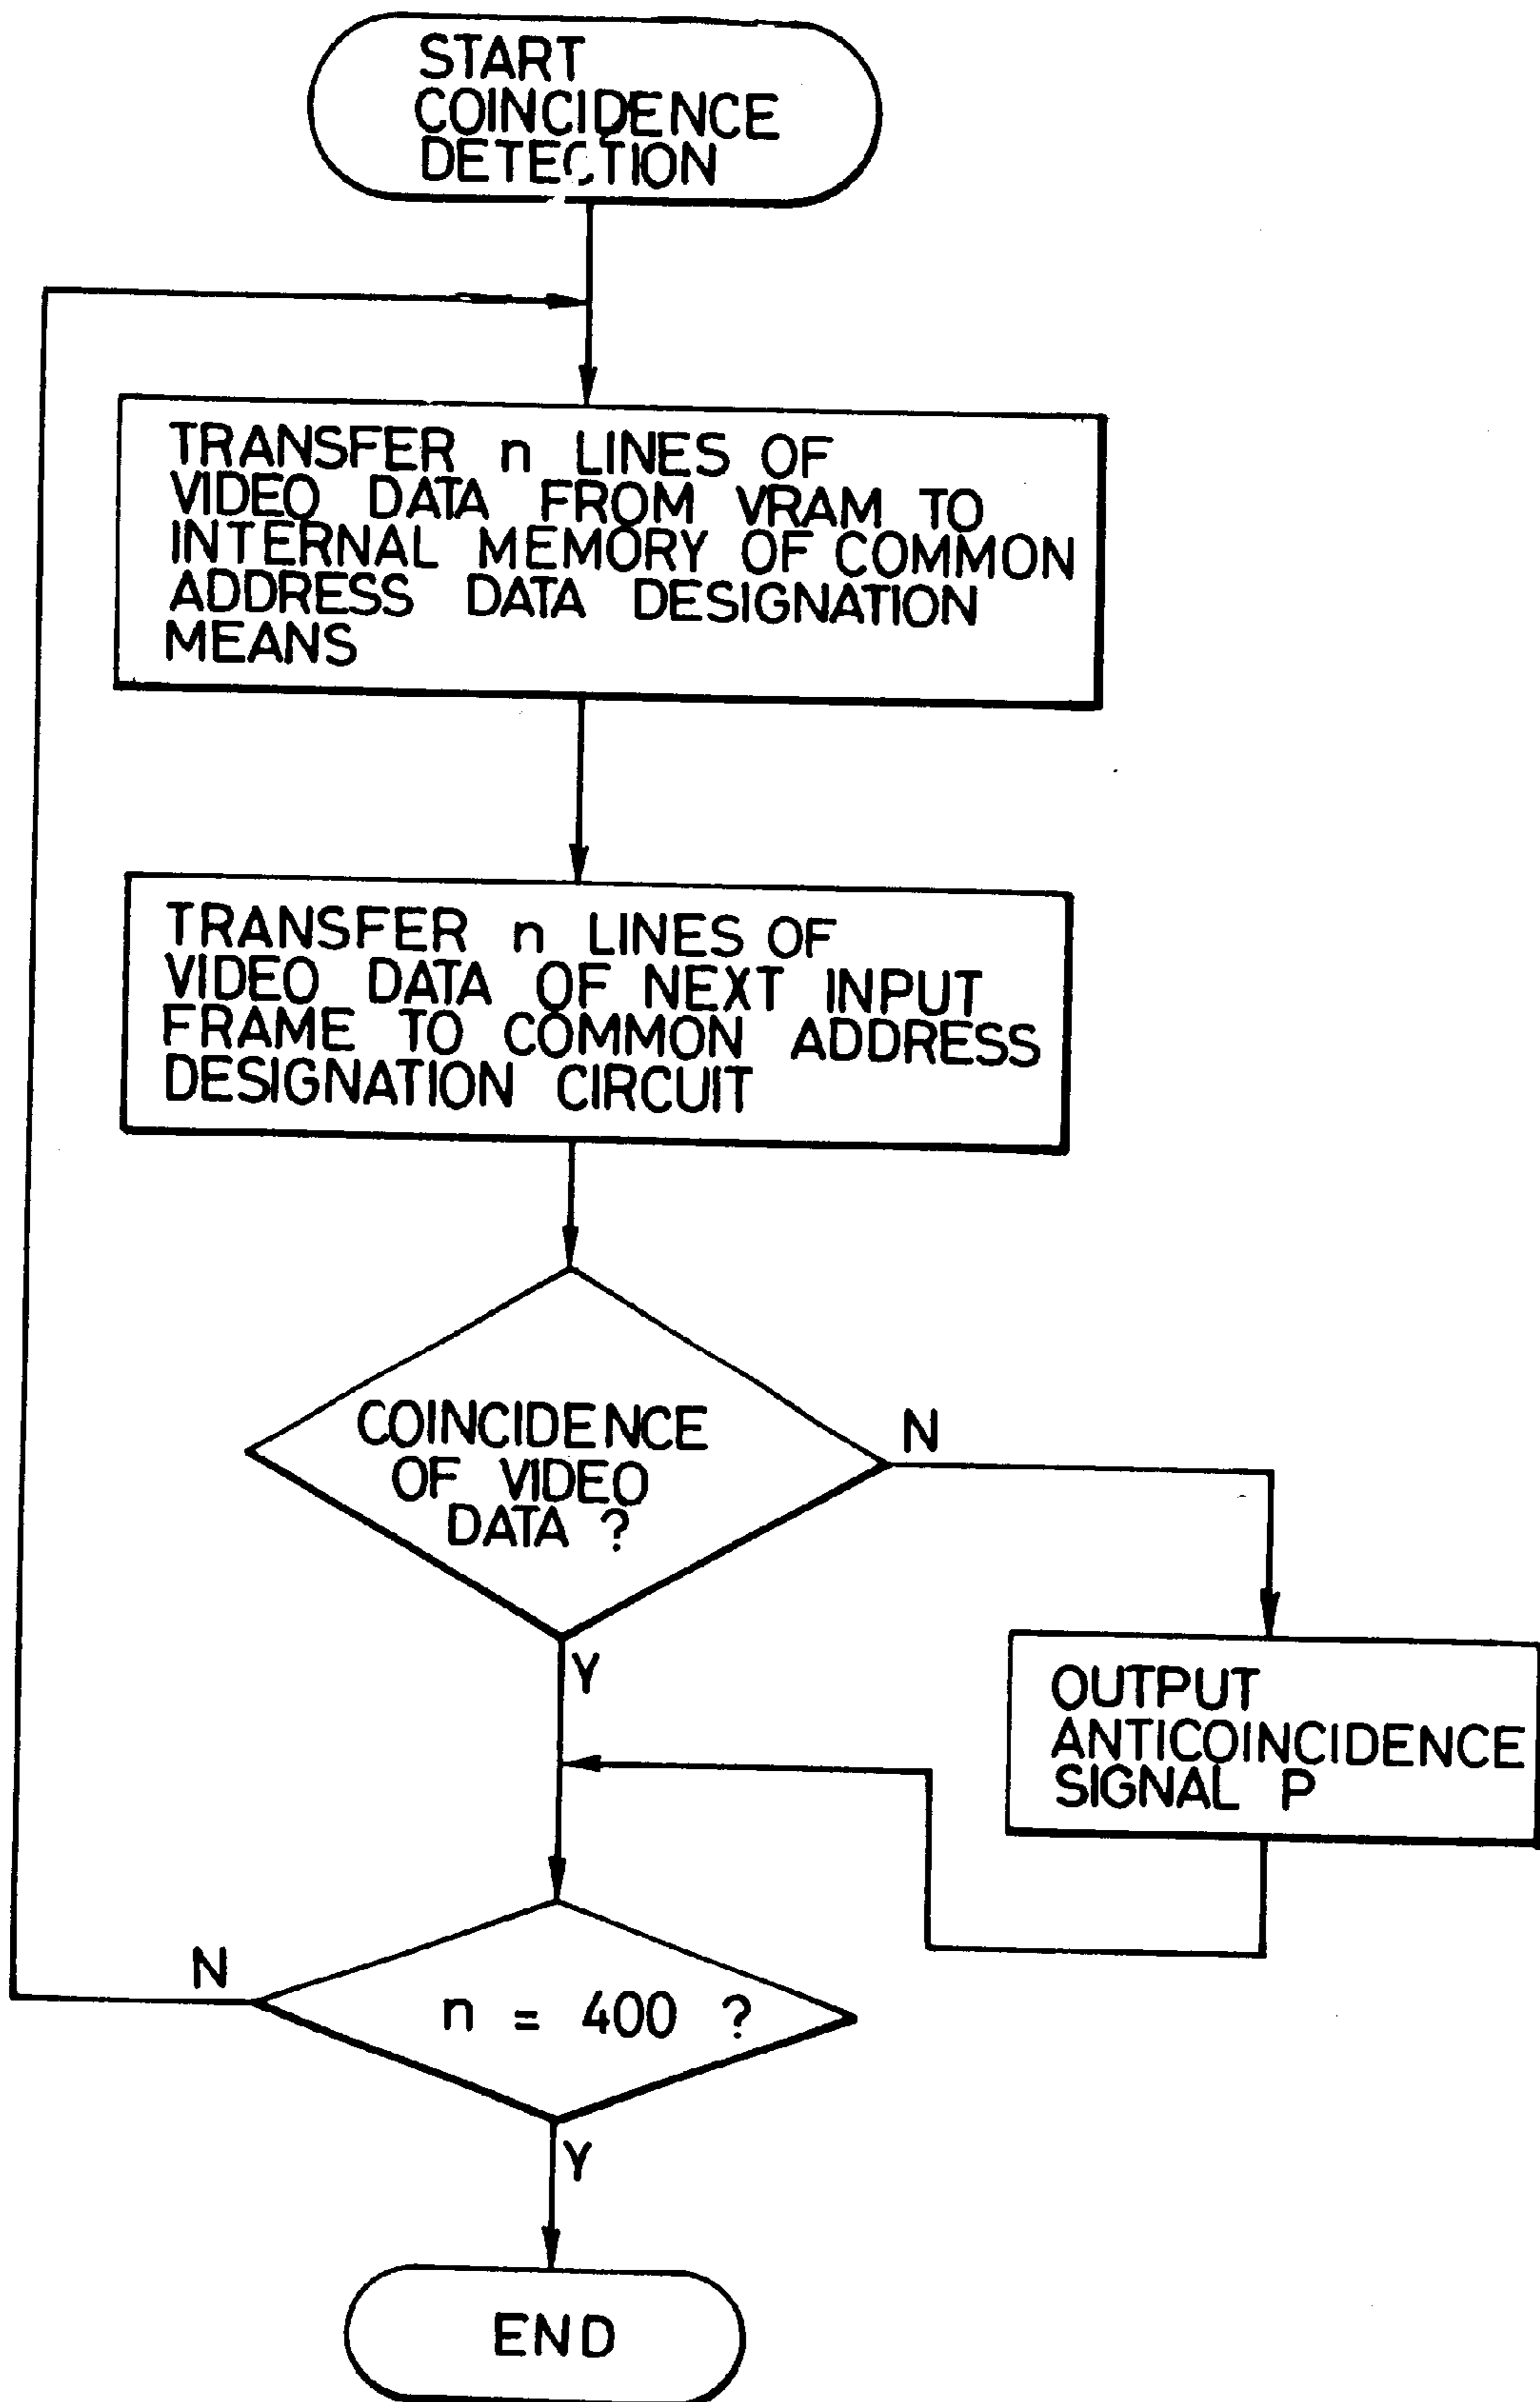 START
COINCIDENCE
DETECTION
TRANSFER n LINES OF
VIDEO DATA FROM VRAM TO
INTERNAL MEMORY OF COMMON
ADDRESS DATA DESIGNATION
MEANS
TRANSFER n LINES OF
VIDEO DATA OF NEXT INPUT
FRAME TO COMMON ADDRESS
DESIGNATION CIRCUIT
COINCIDENCE
OF VIDEO
DATA ?
N
Y
OUTPUT
ANTICOINCIDENCE
SIGNAL P
N
n = 400 ?
Y
END